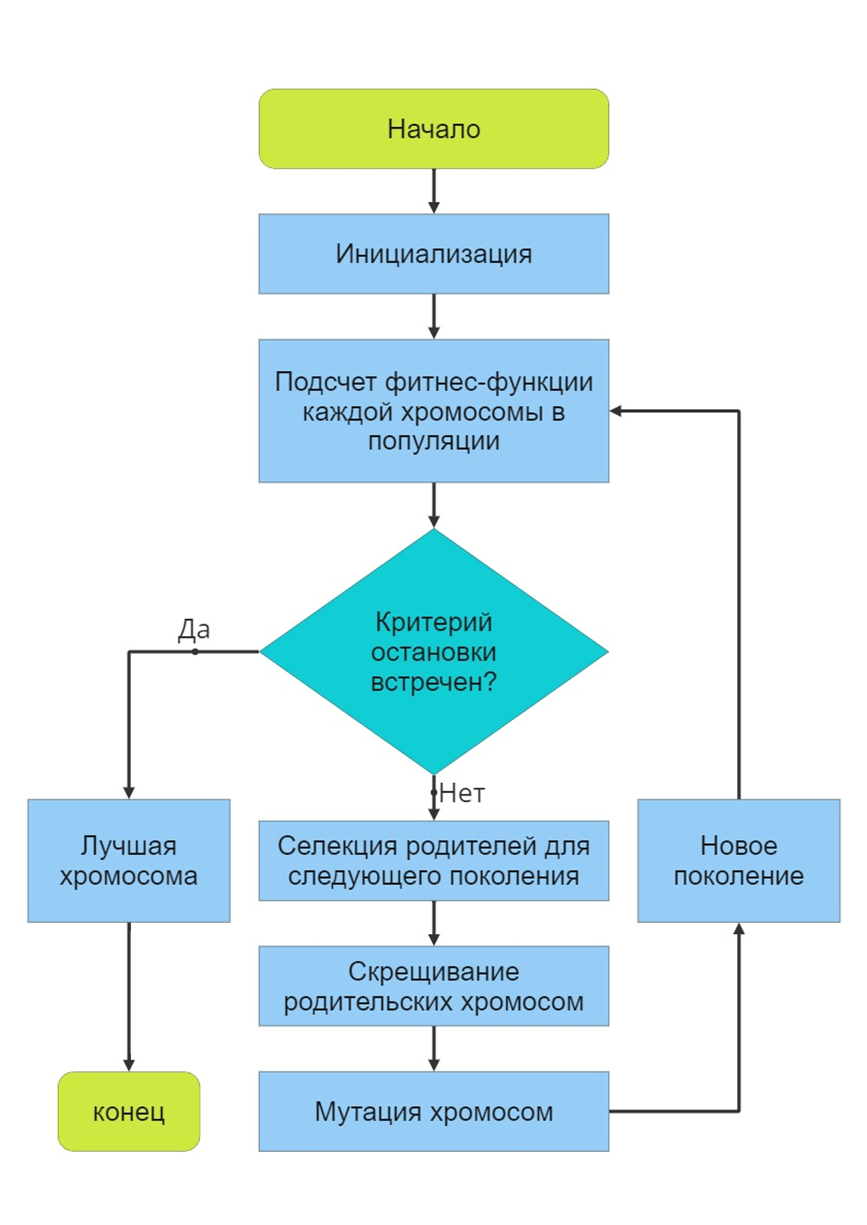 Начало
Инициализация
Подсчет фитнес-функции
каждой хромосомы в
популяции
Критерий
остановки
встречен?
Да
Нет
Лучшая
хромосома
Селекция родителей для
следующего поколения
Новое
поколение
Скрещивание
родительских хромосом
конец
Мутация хромосом